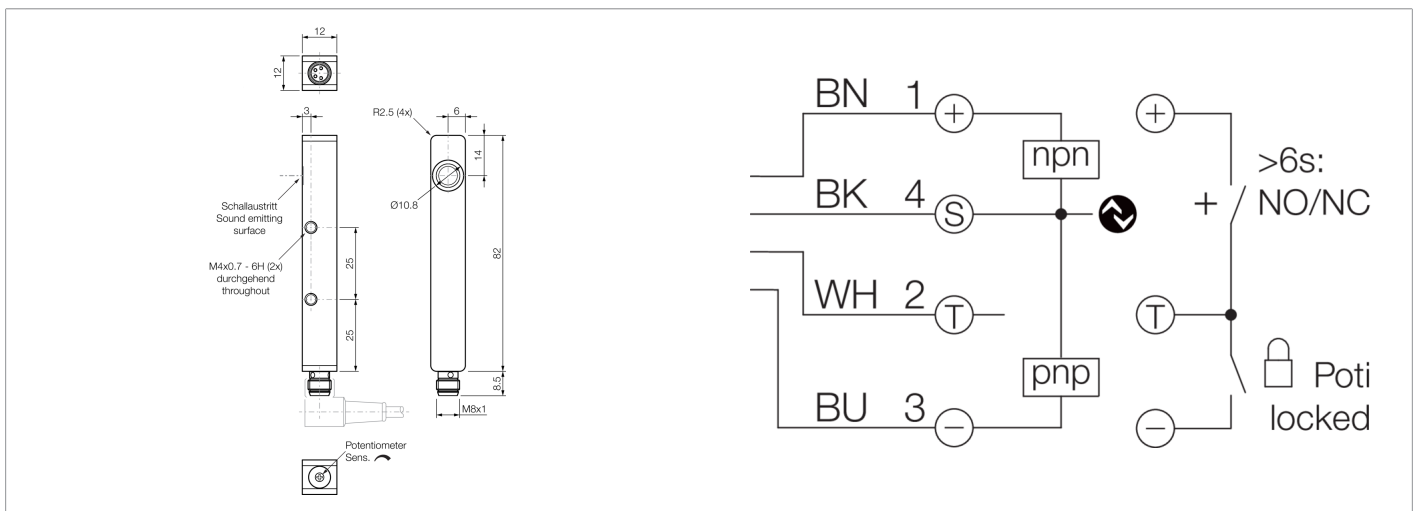 12
12
3
R2.5 (4x)
6
14
Schallaustritt
Sound emitting
surface
Ø10.8
M4x0.7 - 6H (2x)
durchgehend
throughout
25
82
25
8.5
M8x1
Potentiometer
Sens.
BN 1 +
npn
BK 4 S
WH 2 T
pnp
BU 3 −
+
>6s:
+ NO/NC
T
Poti
locked
−